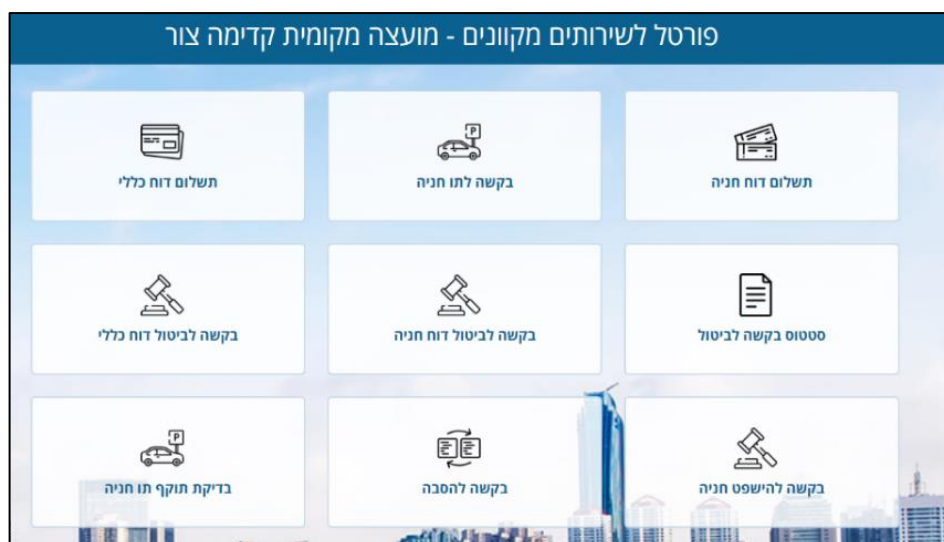 פורטל לשירותים מקוונים - מועצה מקומית קדימה צור
תשלום דוח חניה
בקשה לתו חניה
תשלום דוח כללי
סטטוס בקשה לביטול
בקשה לביטול דוח חניה
בקשה לביטול דוח כללי
בקשה להישפט חניה
בקשה להסבה
בדיקת תוקף תו חניה